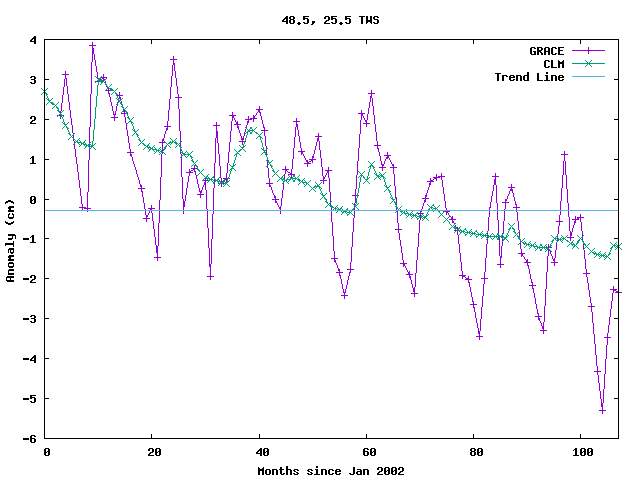 48.5, 25.5 TWS
GRACE
CLM
Trend Line
4
3
2
1
0
-1
-2
-3
-4
-5
-6
Anomaly (cm)
0 20 40 60 80 100
Months since Jan 2002